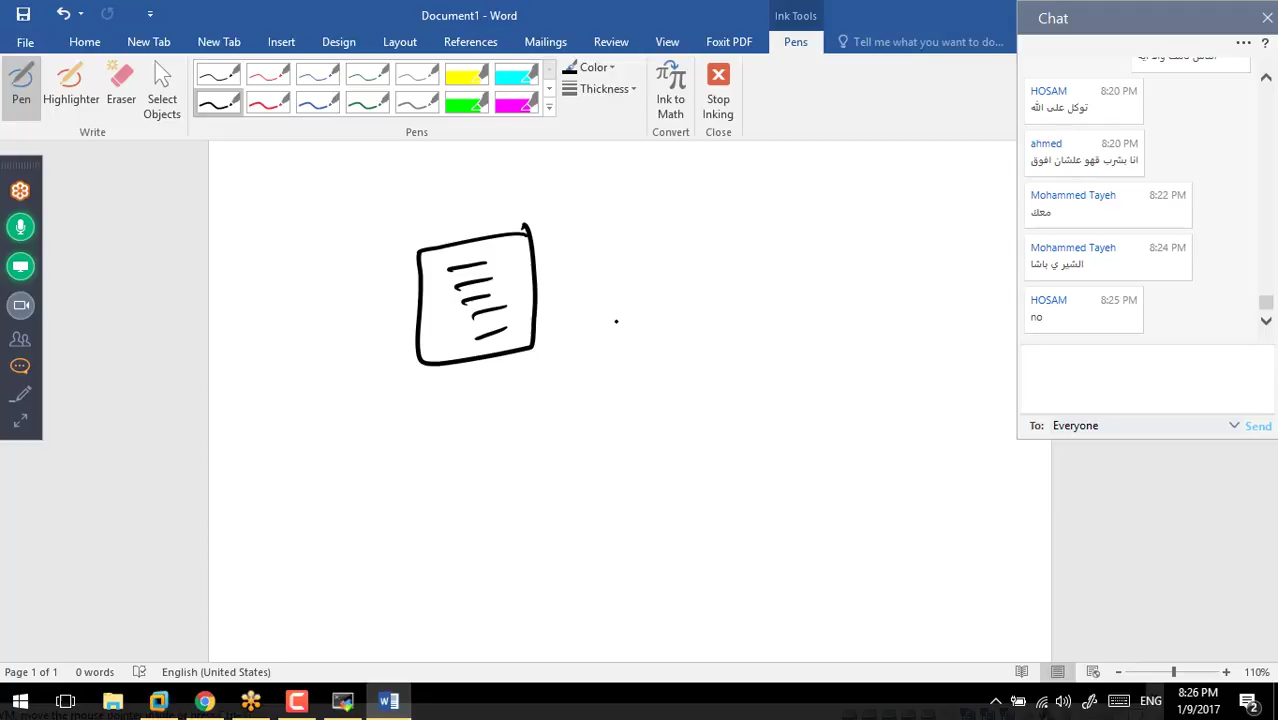 Document1 - Word
Ink Tools
Chat
File
Home
New Tab
New Tab
Insert
Design
Layout
References
Mailings
Review
View
Foxit PDF
Pens
Tell me what you want to do...
?
Pen
Highlighter
Eraser
Select
Objects
Color
Thickness
Ink to
Math
Stop
Inking
Write
Pens
Convert
Close
HOSAM 8:20 PM
توكل على الله
ahmed 8:20 PM
انا بشرب قهو علشان افوق
Mohammed Tayeh 8:22 PM
معك
Mohammed Tayeh 8:24 PM
الشير ي باشا
HOSAM 8:25 PM
no
To: Everyone
Send
Page 1 of 1
0 words
English (United States)
110%
ENG
8:26 PM
1/9/2017
2